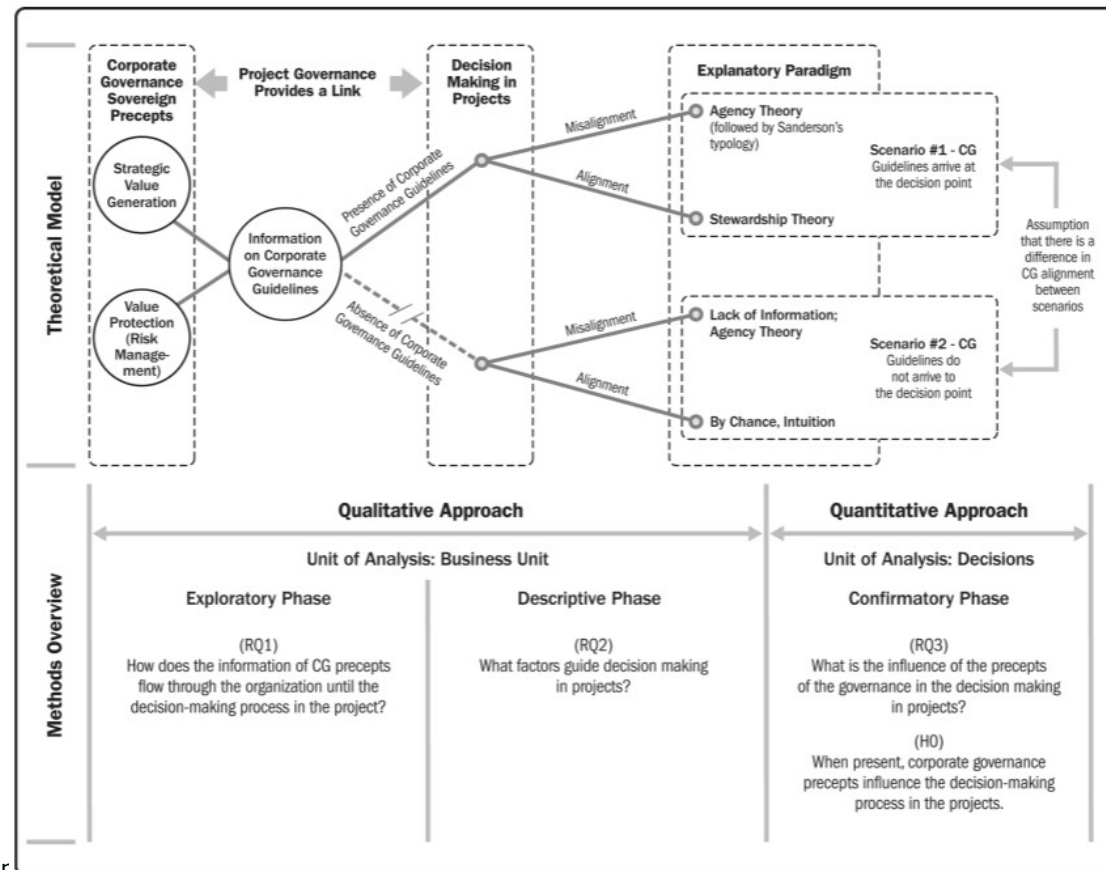 Theoretical Model
Corporate
Governance
Sovereign
Precepts
Project Governance
Provides a Link
Decision
Making in
Projects
Explanatory Paradigm
Strategic
Value
Generation
Value
Protection
(Risk
Manage-
ment)
Information
on Corporate
Governance
Guidelines
Presence of Corporate
Governance Guidelines
Absence of Corporate
Governance Guidelines
Misalignment
Alignment
Misalignment
Alignment
Agency Theory
(followed by Sanderson's
typology)
Scenario #1 - CG
Guidelines arrive at
the decision point
Stewardship Theory
Lack of Information;
Agency Theory
Scenario #2 - CG
Guidelines do
not arrive to
the decision point
By Chance, Intuition
Assumption
that there is a
difference in
CG alignment
between
scenarios
Methods Overview
Qualitative Approach
Unit of Analysis: Business Unit
Exploratory Phase
(RQ1)
How does the information of CG precepts
flow through the organization until the
decision-making process in the project?
Descriptive Phase
(RQ2)
What factors guide decision making
in projects?
Quantitative Approach
Unit of Analysis: Decisions
Confirmatory Phase
(RQ3)
What is the influence of the precepts
of the governance in the decision making
in projects?
(H0)
When present, corporate governance
precepts influence the decision-making
process in the projects.
r